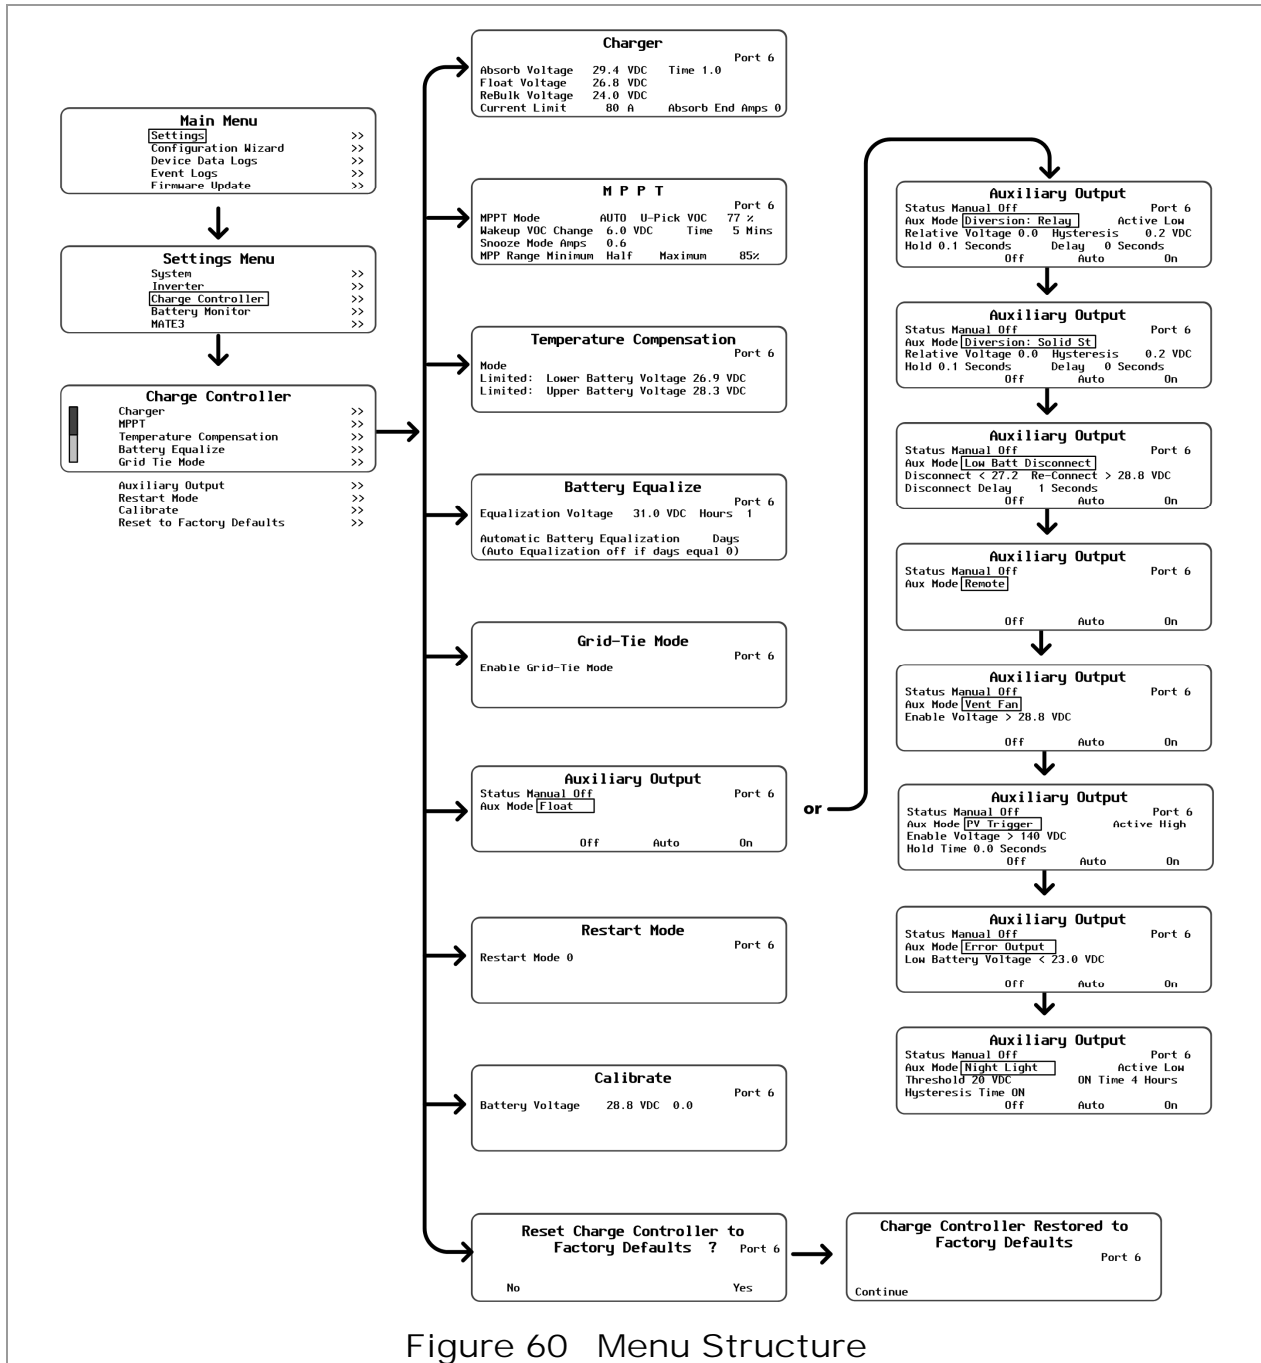 Main Menu
Settings >>
Configuration Wizard >>
Device Data Logs >>
Event Logs >>
Firmware Update >>
Settings Menu
System >>
Inverter >>
Charge Controller >>
Battery Monitor >>
MATE3 >>
Charge Controller
Charger >>
MPPT >>
Temperature Compensation >>
Battery Equalize >>
Grid Tie Mode >>
Auxiliary Output >>
Restart Mode >>
Calibrate >>
Reset to Factory Defaults >>
Charger
Port 6
Absorb Voltage 29.4 VDC Time 1.0
Float Voltage 26.8 VDC
ReBulk Voltage 24.0 VDC
Current Limit 80 A Absorb End Amps 0
M P P T
Port 6
MPPT Mode AUTO U-Pick VOC 77 %
Wakeup VOC Change 6.0 VDC Time 5 Mins
Snooze Mode Amps 0.6
MPP Range Minimum Half Maximum 85%
Temperature Compensation
Port 6
Mode
Limited: Lower Battery Voltage 26.9 VDC
Limited: Upper Battery Voltage 28.3 VDC
Battery Equalize
Port 6
Equalization Voltage 31.0 VDC Hours 1
Automatic Battery Equalization Days
(Auto Equalization off if days equal 0)
Grid-Tie Mode
Port 6
Enable Grid-Tie Mode
Auxiliary Output
Status Manual Off Port 6
Aux Mode Float
Off Auto On
or
Restart Mode
Port 6
Restart Mode 0
Calibrate
Port 6
Battery Voltage 28.8 VDC 0.0
Reset Charge Controller to
Factory Defaults ? Port 6
No Yes
Charge Controller Restored to
Factory Defaults
Port 6
Continue
Auxiliary Output
Status Manual Off Port 6
Aux Mode Diversion: Relay Active Low
Relative Voltage 0.0 Hysteresis 0.2 VDC
Hold 0.1 Seconds Delay 0 Seconds
Off Auto On
Auxiliary Output
Status Manual Off Port 6
Aux Mode Diversion: Solid St
Relative Voltage 0.0 Hysteresis 0.2 VDC
Hold 0.1 Seconds Delay 0 Seconds
Off Auto On
Auxiliary Output
Status Manual Off Port 6
Aux Mode Low Batt Disconnect
Disconnect < 27.2 Re-Connect > 28.8 VDC
Disconnect Delay 1 Seconds
Off Auto On
Auxiliary Output
Status Manual Off Port 6
Aux Mode Remote
Off Auto On
Auxiliary Output
Status Manual Off Port 6
Aux Mode Vent Fan
Enable Voltage > 28.8 VDC
Off Auto On
Auxiliary Output
Status Manual Off Port 6
Aux Mode PV Trigger Active High
Enable Voltage > 140 VDC
Hold Time 0.0 Seconds
Off Auto On
Auxiliary Output
Status Manual Off Port 6
Aux Mode Error Output
Low Battery Voltage < 23.0 VDC
Off Auto On
Auxiliary Output
Status Manual Off Port 6
Aux Mode Night Light Active Low
Threshold 20 VDC ON Time 4 Hours
Hysteresis Time ON
Off Auto On
Figure 60 Menu Structure